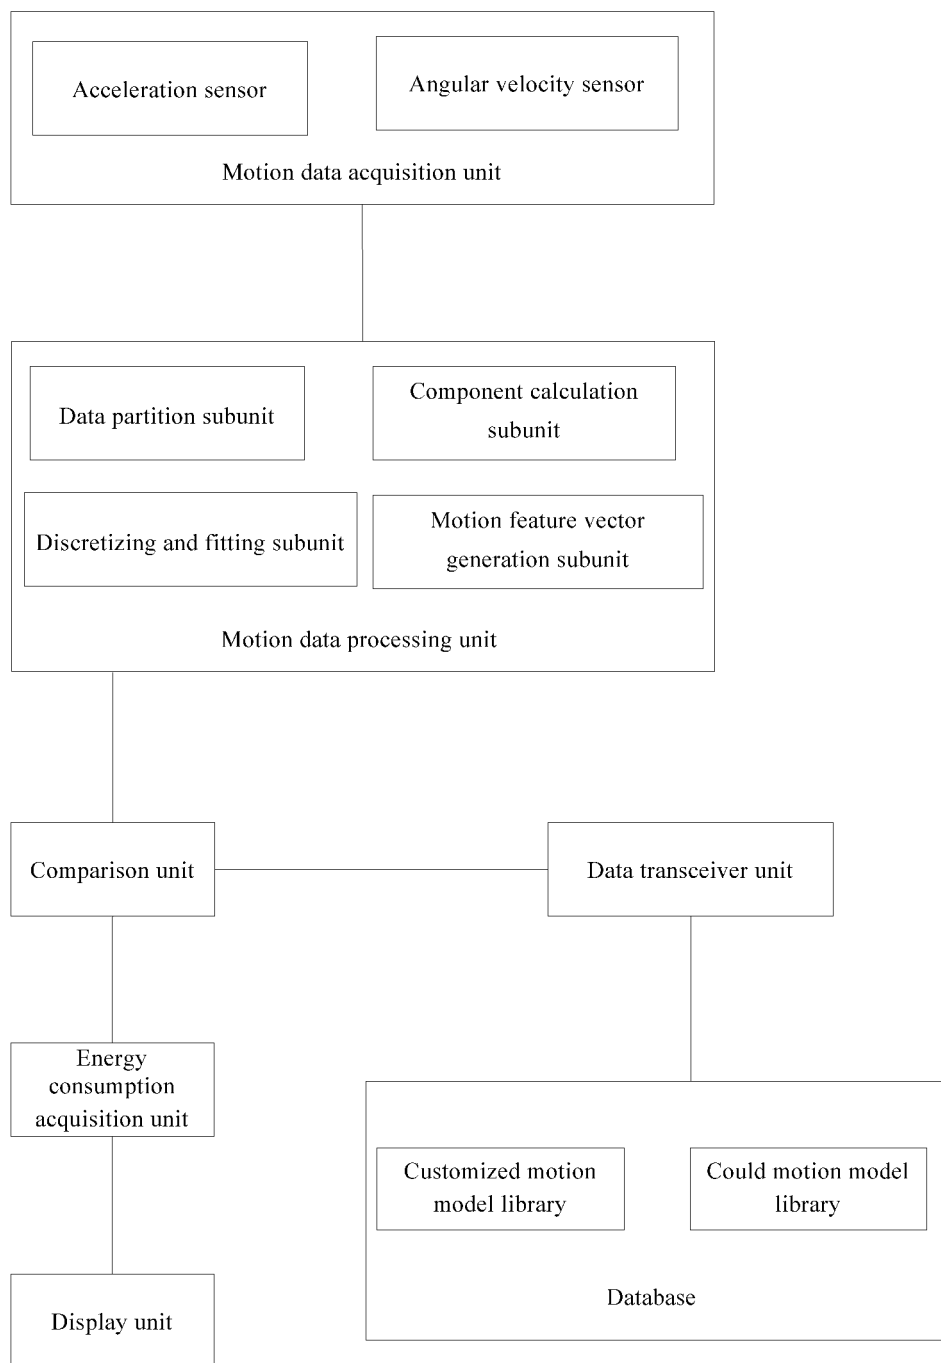 Acceleration sensor
Angular velocity sensor
Motion data acquisition unit
Data partition subunit
Component calculation
subunit
Discretizing and fitting subunit
Motion feature vector
generation subunit
Motion data processing unit
Comparison unit
Data transceiver unit
Energy
consumption
acquisition unit
Customized motion
model library
Could motion model
library
Database
Display unit